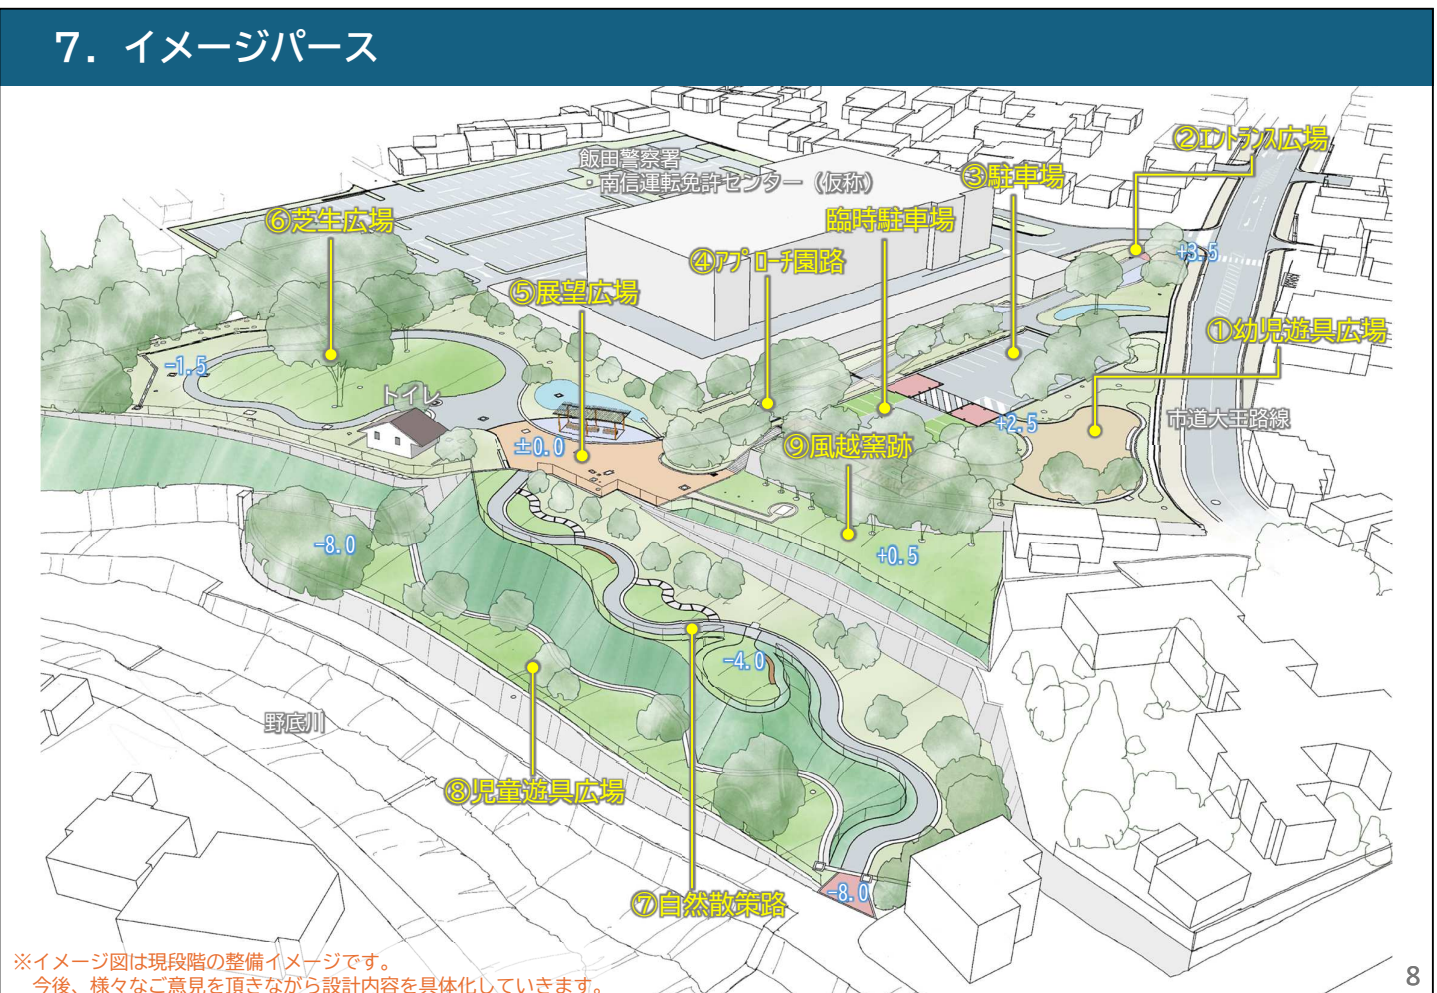 7. イメージパース
②エントランス広場
飯田警察署
・南信運転免許センター（仮称）
③駐車場
⑥芝生広場
臨時駐車場
+3.5
④アプローチ園路
⑤展望広場
①幼児遊具広場
-1.5
トイレ
+2.5
市道大王路線
±0.0
⑨風越窯跡
-8.0
+0.5
-4.0
野底川
⑧児童遊具広場
-8.0
⑦自然散策路
※イメージ図は現段階の整備イメージです。
今後、様々なご意見を頂きながら設計内容を具体化していきます。
8